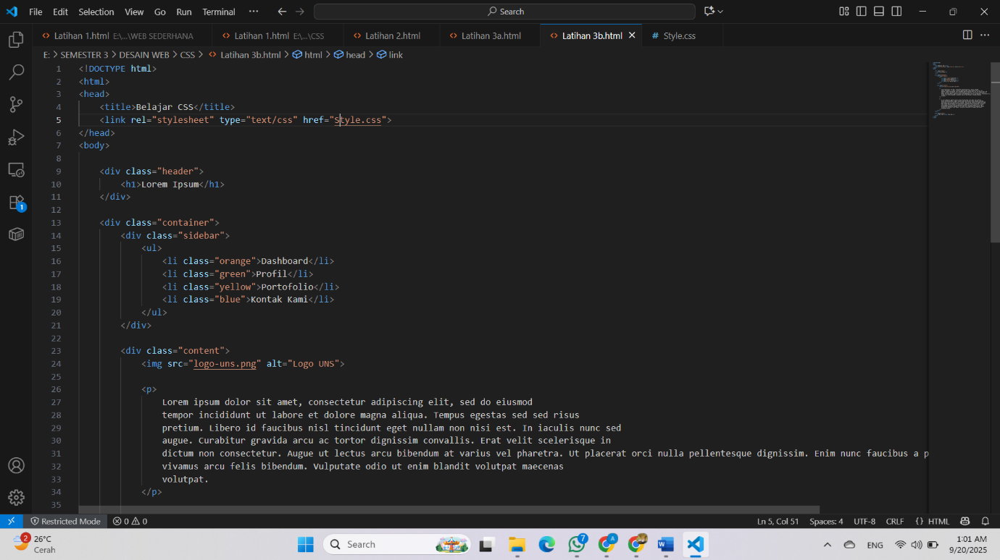 File Edit Selection View Go Run Terminal ··· Search
Latihan 1.html E:\...\WEB SEDERHANA Latihan 1.html E:\...\CSS Latihan 2.html Latihan 3a.html Latihan 3b.html # Style.css
E: > SEMESTER 3 > DESAIN WEB > CSS > Latihan 3b.html > html > head > link
1 <!DOCTYPE html>
2 <html>
3 <head>
4 <title>Belajar CSS</title>
5 <link rel="stylesheet" type="text/css" href="Style.css">
6 </head>
7 <body>
8
9 <div class="header">
10 <h1>Lorem Ipsum</h1>
11 </div>
12
13 <div class="container">
14 <div class="sidebar">
15 <ul>
16 <li class="orange">Dashboard</li>
17 <li class="green">Profil</li>
18 <li class="yellow">Portofolio</li>
19 <li class="blue">Kontak Kami</li>
20 </ul>
21 </div>
22
23 <div class="content">
24 <img src="logo-uns.png" alt="Logo UNS">
25
26 <p>
27 Lorem ipsum dolor sit amet, consectetur adipiscing elit, sed do eiusmod
28 tempor incididunt ut labore et dolore magna aliqua. Tempus egestas sed sed risus
29 pretium. Libero id faucibus nisl tincidunt eget nullam non nisi est. In iaculis nunc sed
30 augue. Curabitur gravida arcu ac tortor dignissim convallis. Erat velit scelerisque in
31 dictum non consectetur. Augue ut lectus arcu bibendum at varius vel pharetra. Ut placerat orci nulla pellentesque dignissim. Enim nunc faucibus a p
32 vivamus arcu felis bibendum. Vulputate odio ut enim blandit volutpat maecenas
33 volutpat.
34 </p>
35
1
Restricted Mode 0 0 Ln 5, Col 51 Spaces: 4 UTF-8 CRLF {} HTML
2 26°C
Cerah
Search
7
A
W
ENG
1:01 AM
9/20/2025